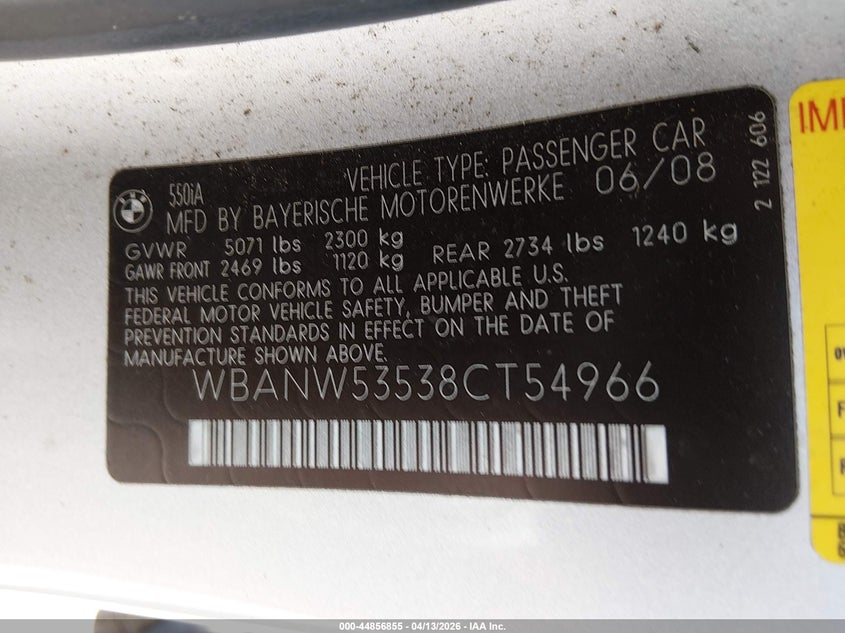 550iA
VEHICLE TYPE: PASSENGER CAR
MFD BY BAYERISCHE MOTORENWERKE 06/08
GVWR 5071 lbs 2300 kg
GAWR FRONT 2469 lbs 1120 kg REAR 2734 lbs 1240 kg
THIS VEHICLE CONFORMS TO ALL APPLICABLE U.S.
FEDERAL MOTOR VEHICLE SAFETY, BUMPER AND THEFT
PREVENTION STANDARDS IN EFFECT ON THE DATE OF
MANUFACTURE SHOWN ABOVE.
WBANW53538CT54966
2 122 606
000-44856855 - 04/13/2026 - IAA Inc.